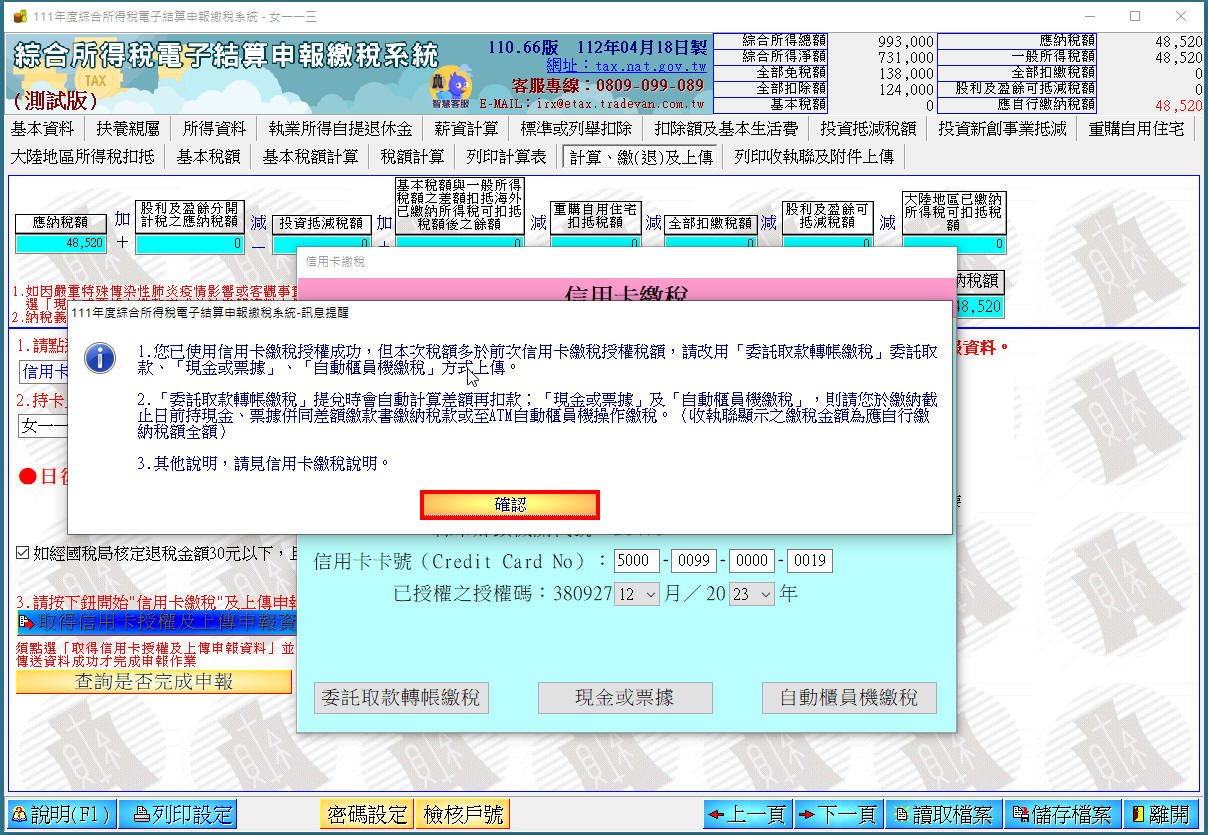 111年度綜合所得稅電子結算申報繳稅系統 - 女一一三
綜合所得稅電子結算申報繳稅系統
TAX
(測試版)
110.66版 112年04月18日製
網址：tax.nat.gov.tw
客服專線：0809-099-089
E-MAIL：irx@etax.tradevan.com.tw
智慧客服
綜合所得總額 993,000 應納稅額 48,520
綜合所得淨額 731,000 一般所得稅額 48,520
全部免稅額 138,000 全部扣繳稅額 0
全部扣除額 124,000 股利及盈餘可抵減稅額 0
基本稅額 0 應自行繳納稅額 48,520
基本資料 扶養親屬 所得資料 執業所得自提退休金 薪資計算 標準或列舉扣除 扣除額及基本生活費 投資抵減稅額 投資新創事業抵減 重購自用住宅
大陸地區所得稅扣抵 基本稅額 基本稅額計算 稅額計算 列印計算表 計算、繳(退)及上傳 列印收執聯及附件上傳
應納稅額
48,520
加
＋
股利及盈餘分開
計稅之應納稅額
0
減
－
投資抵減稅額
0
加
基本稅額與一般所得
稅額之差額扣抵海外
已繳納所得稅可扣抵
稅額後之餘額
0
減
重購自用住宅
扣抵稅額
0
減
全部扣繳稅額
0
減
股利及盈餘可
抵減稅額
0
減
大陸地區已繳納
所得稅可扣抵稅
額
0
納稅額
48,520
1.如因嚴重特殊傳染性肺炎疫情影響或客觀事
選「現
2.納稅義
1.請點
信用卡
2.持卡
女一一
●日後
報資料。
信用卡繳稅
信用卡繳稅
111年度綜合所得稅電子結算申報繳稅系統-訊息提醒
1.您已使用信用卡繳稅授權成功，但本次稅額多於前次信用卡繳稅授權稅額，請改用「委託取款轉帳繳稅」委託取
款、「現金或票據」、「自動櫃員機繳稅」方式上傳。
2.「委託取款轉帳繳稅」提兌時會自動計算差額再扣款；「現金或票據」及「自動櫃員機繳稅」，則請您於繳納截
止日前持現金、票據併同差額繳款書繳納稅款或至ATM自動櫃員機操作繳稅。（收執聯顯示之繳稅金額為應自行繳
納稅額全額）
3.其他說明，請見信用卡繳稅說明。
確認
信用卡卡號（Credit Card No）：5000-0099-0000-0019
已授權之授權碼：380927 12 月／20 23 年
委託取款轉帳繳稅 現金或票據 自動櫃員機繳稅
如經國稅局核定退稅金額30元以下，且
3.請按下鈕開始"信用卡繳稅"及上傳申報
取得信用卡授權及上傳申報資
須點選「取得信用卡授權及上傳申報資料」並
傳送資料成功才完成申報作業
查詢是否完成申報
說明(F1) 列印設定 密碼設定 檢核戶號 上一頁 下一頁 讀取檔案 儲存檔案 離開